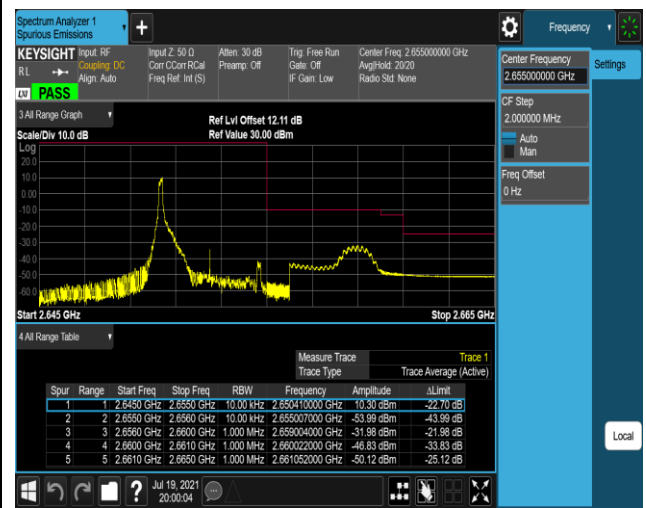 Spectrum Analyzer 1
Spurious Emissions
Frequency
KEYSIGHT Input: RF Input Z: 50 Ω Atten: 30 dB Trig: Free Run Center Freq: 2.655000000 GHz
RL Coupling: DC Corr CCorr RCal Preamp: Off Gate: Off Avg|Hold: 20/20
Align: Auto Freq Ref: Int (S) IF Gain: Low Radio Std: None
LXI PASS
Center Frequency
2.655000000 GHz
Settings
CF Step
2.000000 MHz
Auto
Man
Freq Offset
0 Hz
Local
3 All Range Graph
Ref Lvl Offset 12.11 dB
Scale/Div 10.0 dB Ref Value 30.00 dBm
Log
20.0
10.0
0.00
-10.0
-20.0
-30.0
-40.0
-50.0
-60.0
Start 2.645 GHz Stop 2.665 GHz
4 All Range Table
Measure Trace Trace 1
Trace Type Trace Average (Active)
Spur Range Start Freq Stop Freq RBW Frequency Amplitude ΔLimit
1 1 2.6450 GHz 2.6550 GHz 10.00 kHz 2.650410000 GHz 10.30 dBm -22.70 dB
2 2 2.6550 GHz 2.6560 GHz 10.00 kHz 2.655007000 GHz -53.99 dBm -43.99 dB
3 3 2.6560 GHz 2.6600 GHz 1.000 MHz 2.659004000 GHz -31.98 dBm -21.98 dB
4 4 2.6600 GHz 2.6610 GHz 1.000 MHz 2.660022000 GHz -46.83 dBm -33.83 dB
5 5 2.6610 GHz 2.6650 GHz 1.000 MHz 2.661052000 GHz -50.12 dBm -25.12 dB
? Jul 19, 2021
20:00:04